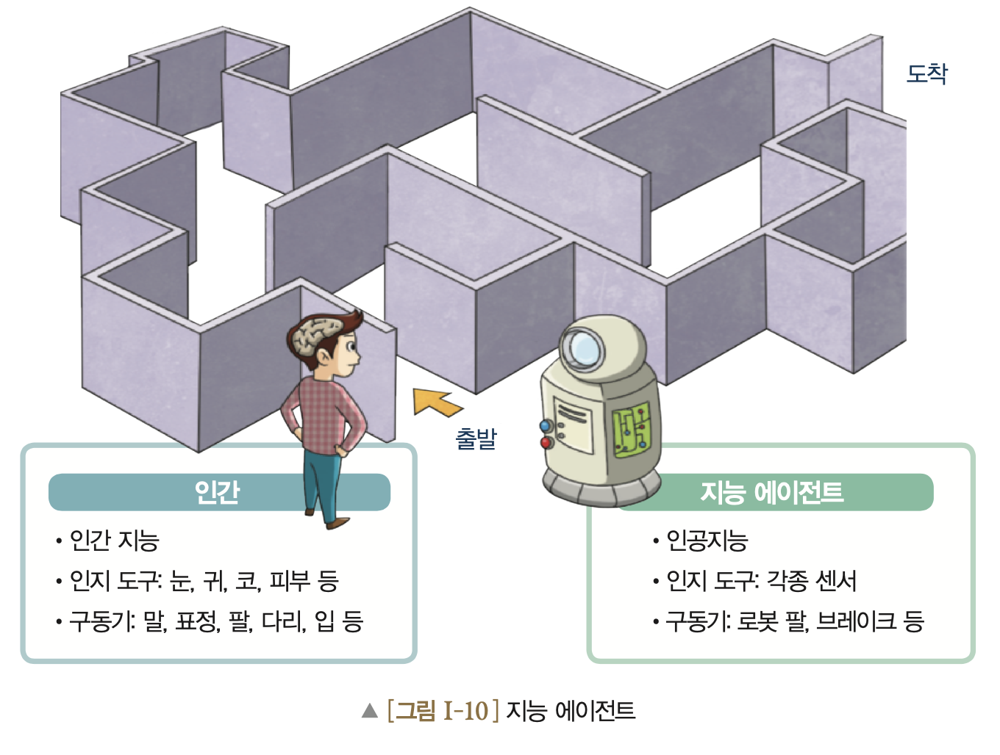 도착
출발
인간
• 인간 지능
• 인지 도구: 눈, 귀, 코, 피부 등
• 구동기: 말, 표정, 팔, 다리, 입 등
지능 에이전트
• 인공지능
• 인지 도구: 각종 센서
• 구동기: 로봇 팔, 브레이크 등
▲ [그림 Ⅰ-10] 지능 에이전트